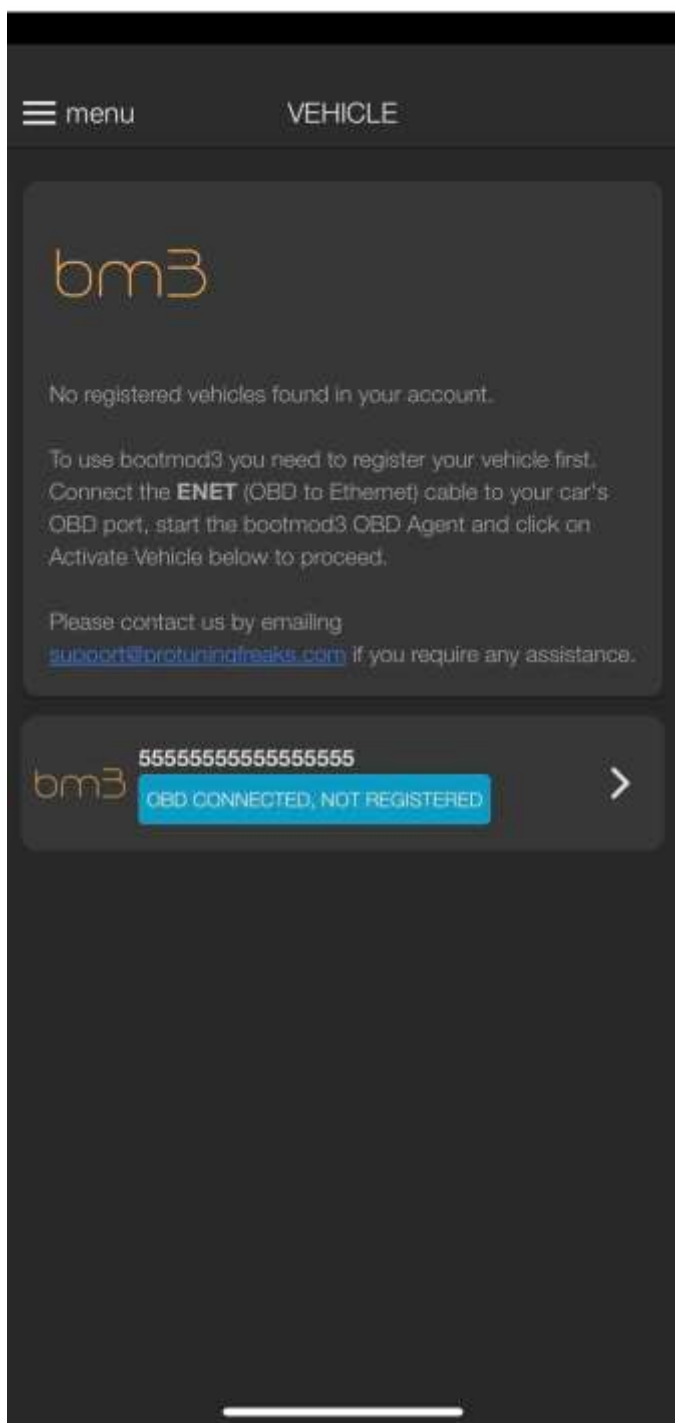 menu
VEHICLE
bm3
No registered vehicles found in your account.
To use bootmod3 you need to register your vehicle first.
Connect the ENET (OBD to Ethernet) cable to your car's
OBD port, start the bootmod3 OBD Agent and click on
Activate Vehicle below to proceed.
Please contact us by emailing
support@protuningfreaks.com if you require any assistance.
bm3
55555555555555555
OBD CONNECTED, NOT REGISTERED